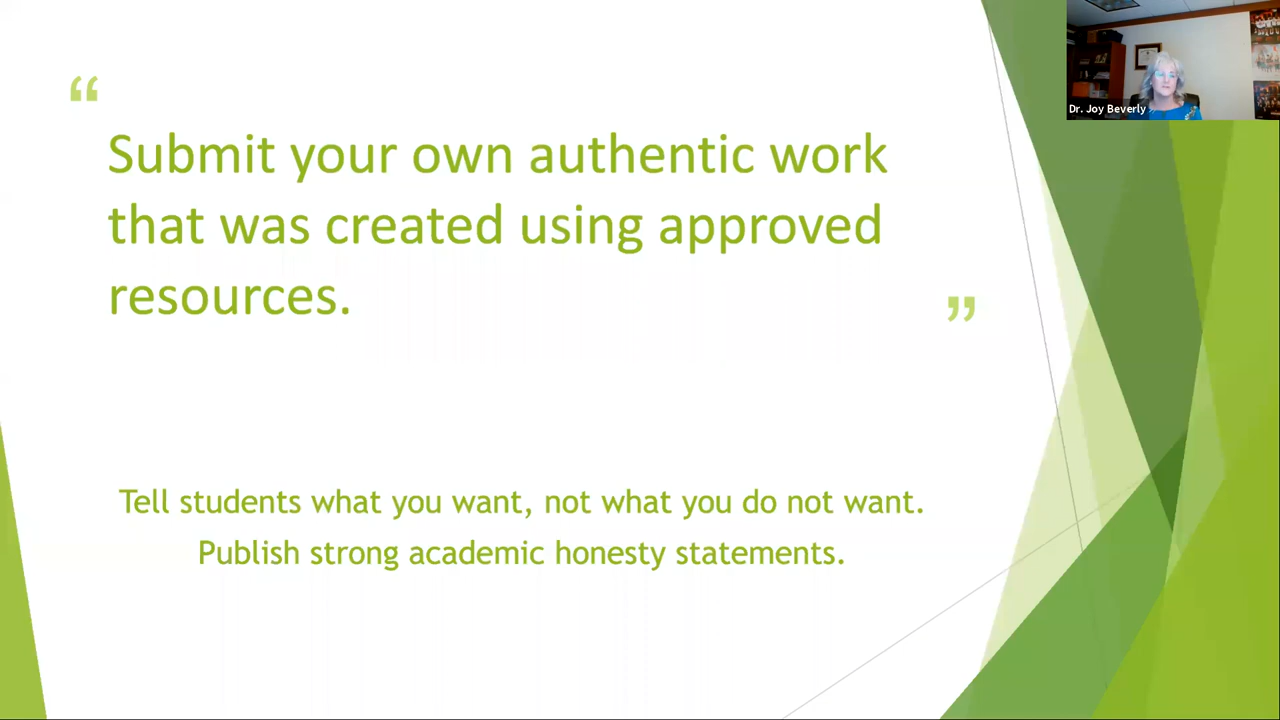 “
Submit your own authentic work
that was created using approved
resources.
”
Tell students what you want, not what you do not want.
Publish strong academic honesty statements.
Dr. Joy Beverly